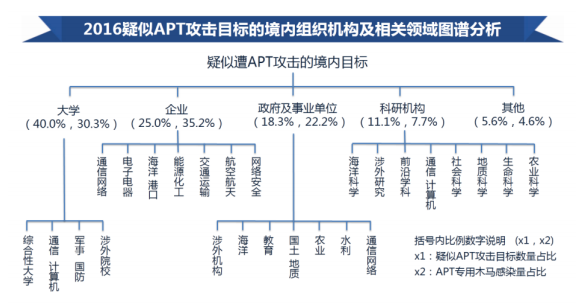 2016疑似APT攻击目标的境内组织机构及相关领域图谱分析
疑似遭APT攻击的境内目标
大学
（40.0%，30.3%）
企业
（25.0%，35.2%）
政府及事业单位
（18.3%，22.2%）
科研机构
（11.1%，7.7%）
其他
（5.6%，4.6%）
通信网络
电子电器
海洋 港口
能源化工
交通运输
航空航天
网络安全
海洋科学
涉外研究
前沿学科
通信 计算机
社会科学
地质科学
生命科学
农业科学
综合性大学
通信 计算机
军事 国防
涉外院校
涉外机构
海洋
教育
国土 地质
农业
水利
通信网络
括号内比例数字说明 （x1，x2）
x1：疑似APT攻击目标数量占比
x2：APT专用木马感染量占比